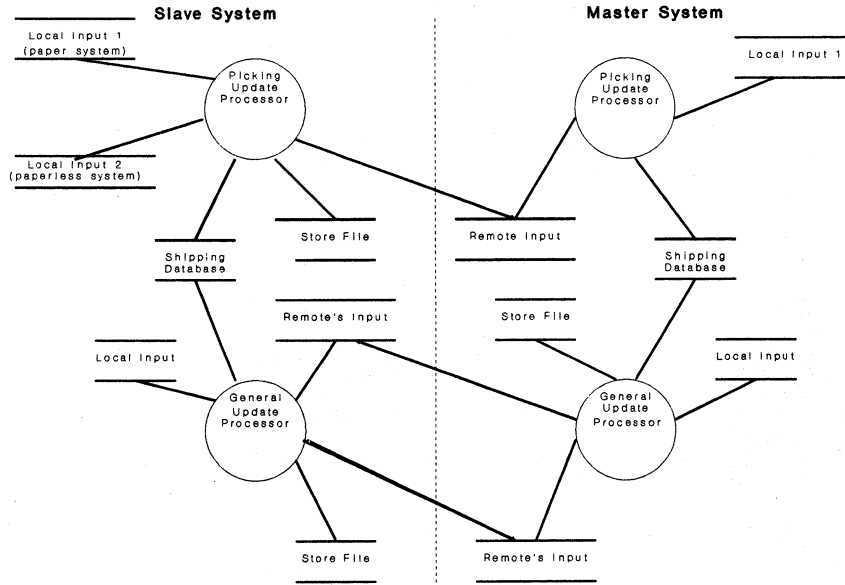 Slave System
Master System
Local Input 1
(paper system)
Picking
Update
Processor
Picking
Update
Processor
Local Input 1
Local Input 2
(paperless system)
Store File
Remote Input
Shipping
Database
Shipping
Database
Remote's Input
Store File
Local Input
Local Input
General
Update
Processor
General
Update
Processor
Store File
Remote's Input